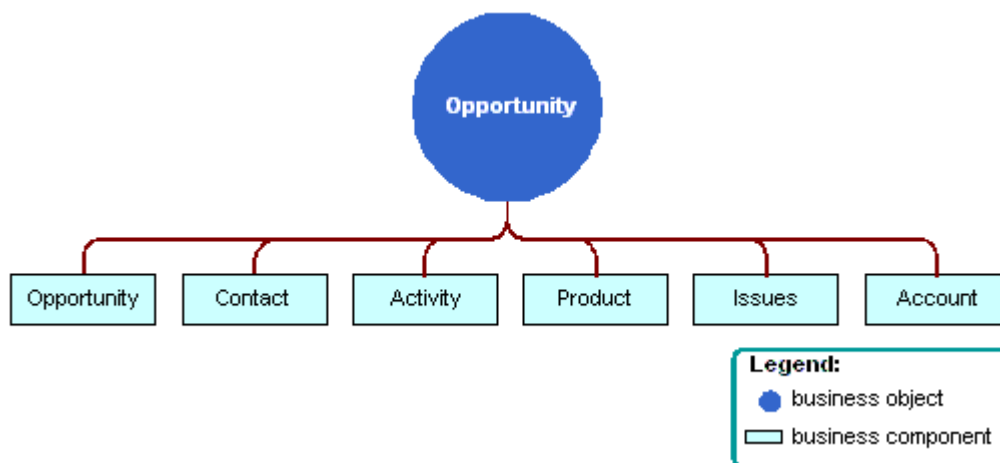 Opportunity
Opportunity
Contact
Activity
Product
Issues
Account
Legend:
business object
business component